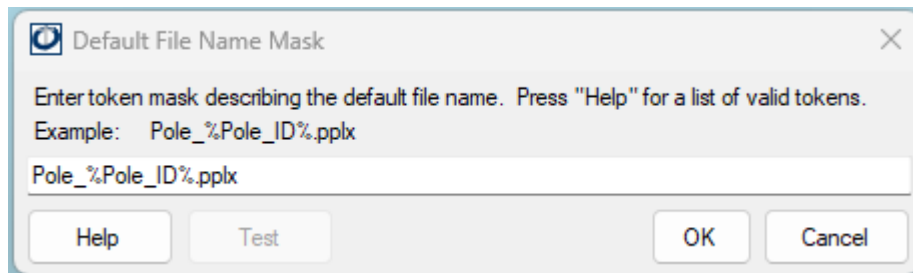 Default File Name Mask
Enter token mask describing the default file name.  Press "Help" for a list of valid tokens.
Example:    Pole_%Pole_ID%.pplx
Pole_%Pole_ID%.pplx
Help Test OK Cancel